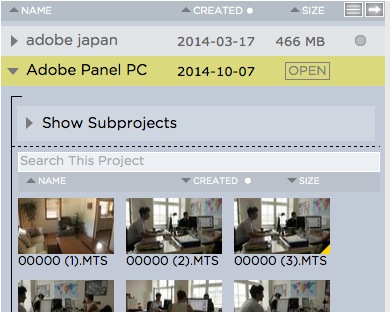 NAME CREATED SIZE
adobe japan 2014-03-17 466 MB
Adobe Panel PC 2014-10-07 OPEN
Show Subprojects
Search This Project
NAME CREATED SIZE
00000 (1).MTS 00000 (2).MTS 00000 (3).MTS